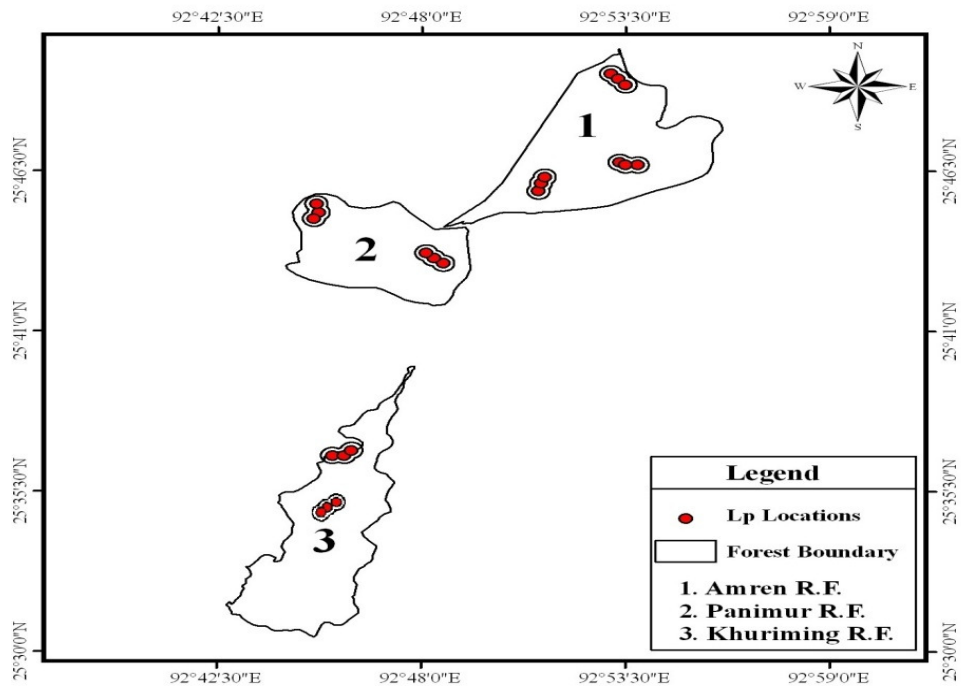 92°42'30"E 92°48'0"E 92°53'30"E 92°59'0"E
N
W E
S
1
25°46'30"N 25°46'30"N
2
25°41'0"N 25°41'0"N
25°35'30"N 25°35'30"N
3
Legend
Lp Locations
Forest Boundary
1. Amren R.F.
2. Panimur R.F.
3. Khuriming R.F.
25°30'0"N 25°30'0"N
92°42'30"E 92°48'0"E 92°53'30"E 92°59'0"E